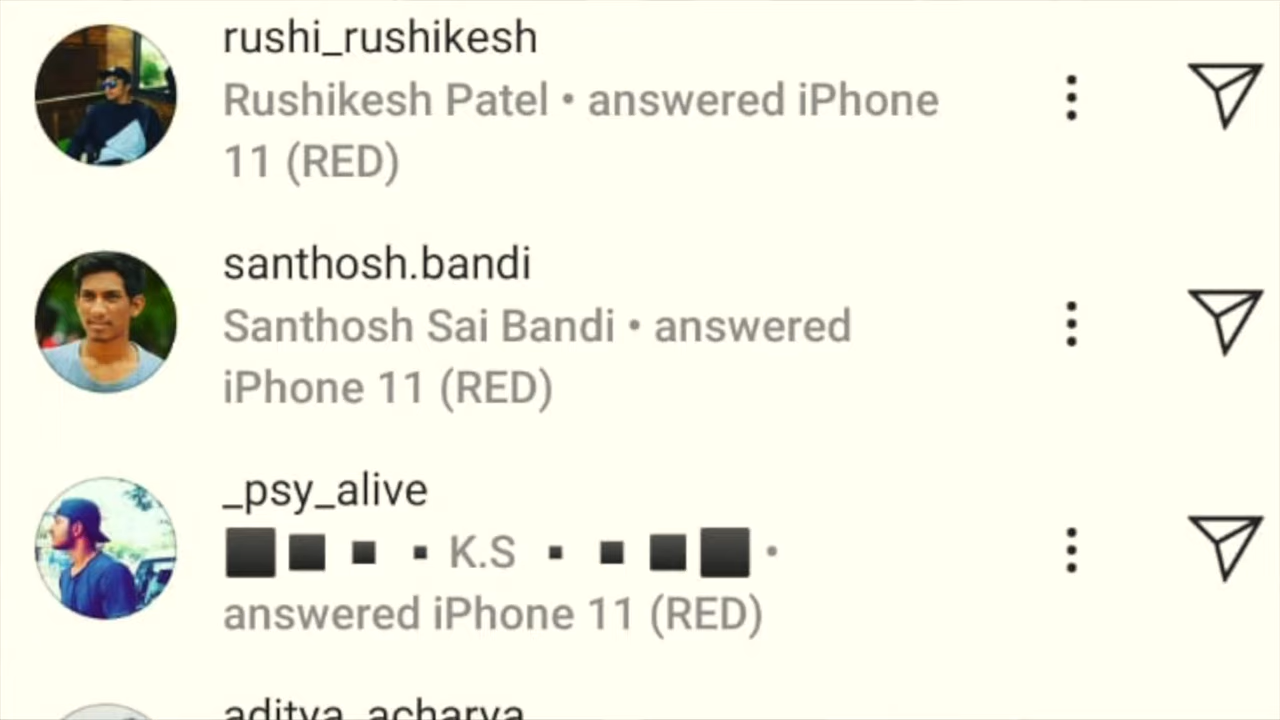 rushi_rushikesh
Rushikesh Patel • answered iPhone
11 (RED)
santhosh.bandi
Santhosh Sai Bandi • answered
iPhone 11 (RED)
_psy_alive
⬛◼◾▪ K.S ▪◾◼⬛ •
answered iPhone 11 (RED)
aditya_acharya